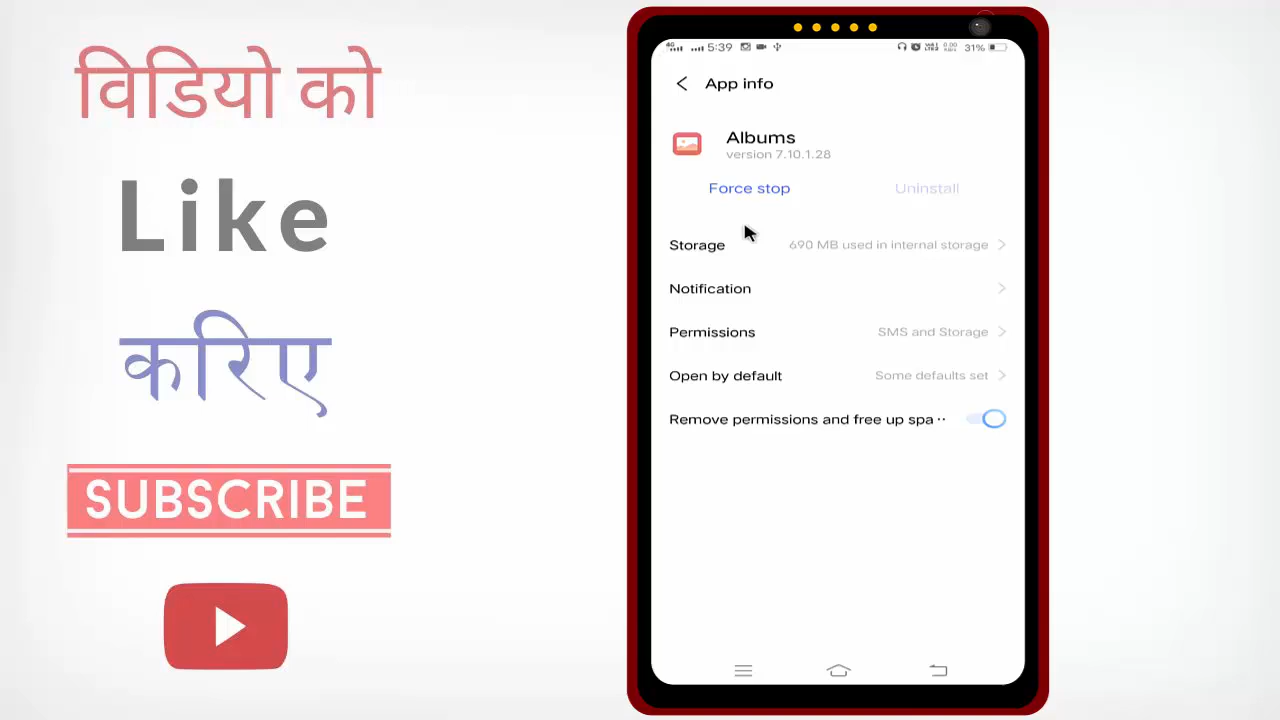 विडियो को
Like
करिए
SUBSCRIBE
5:39
31%
App info
Albums
version 7.10.1.28
Force stop
Uninstall
Storage
690 MB used in internal storage
Notification
Permissions
SMS and Storage
Open by default
Some defaults set
Remove permissions and free up spa ··